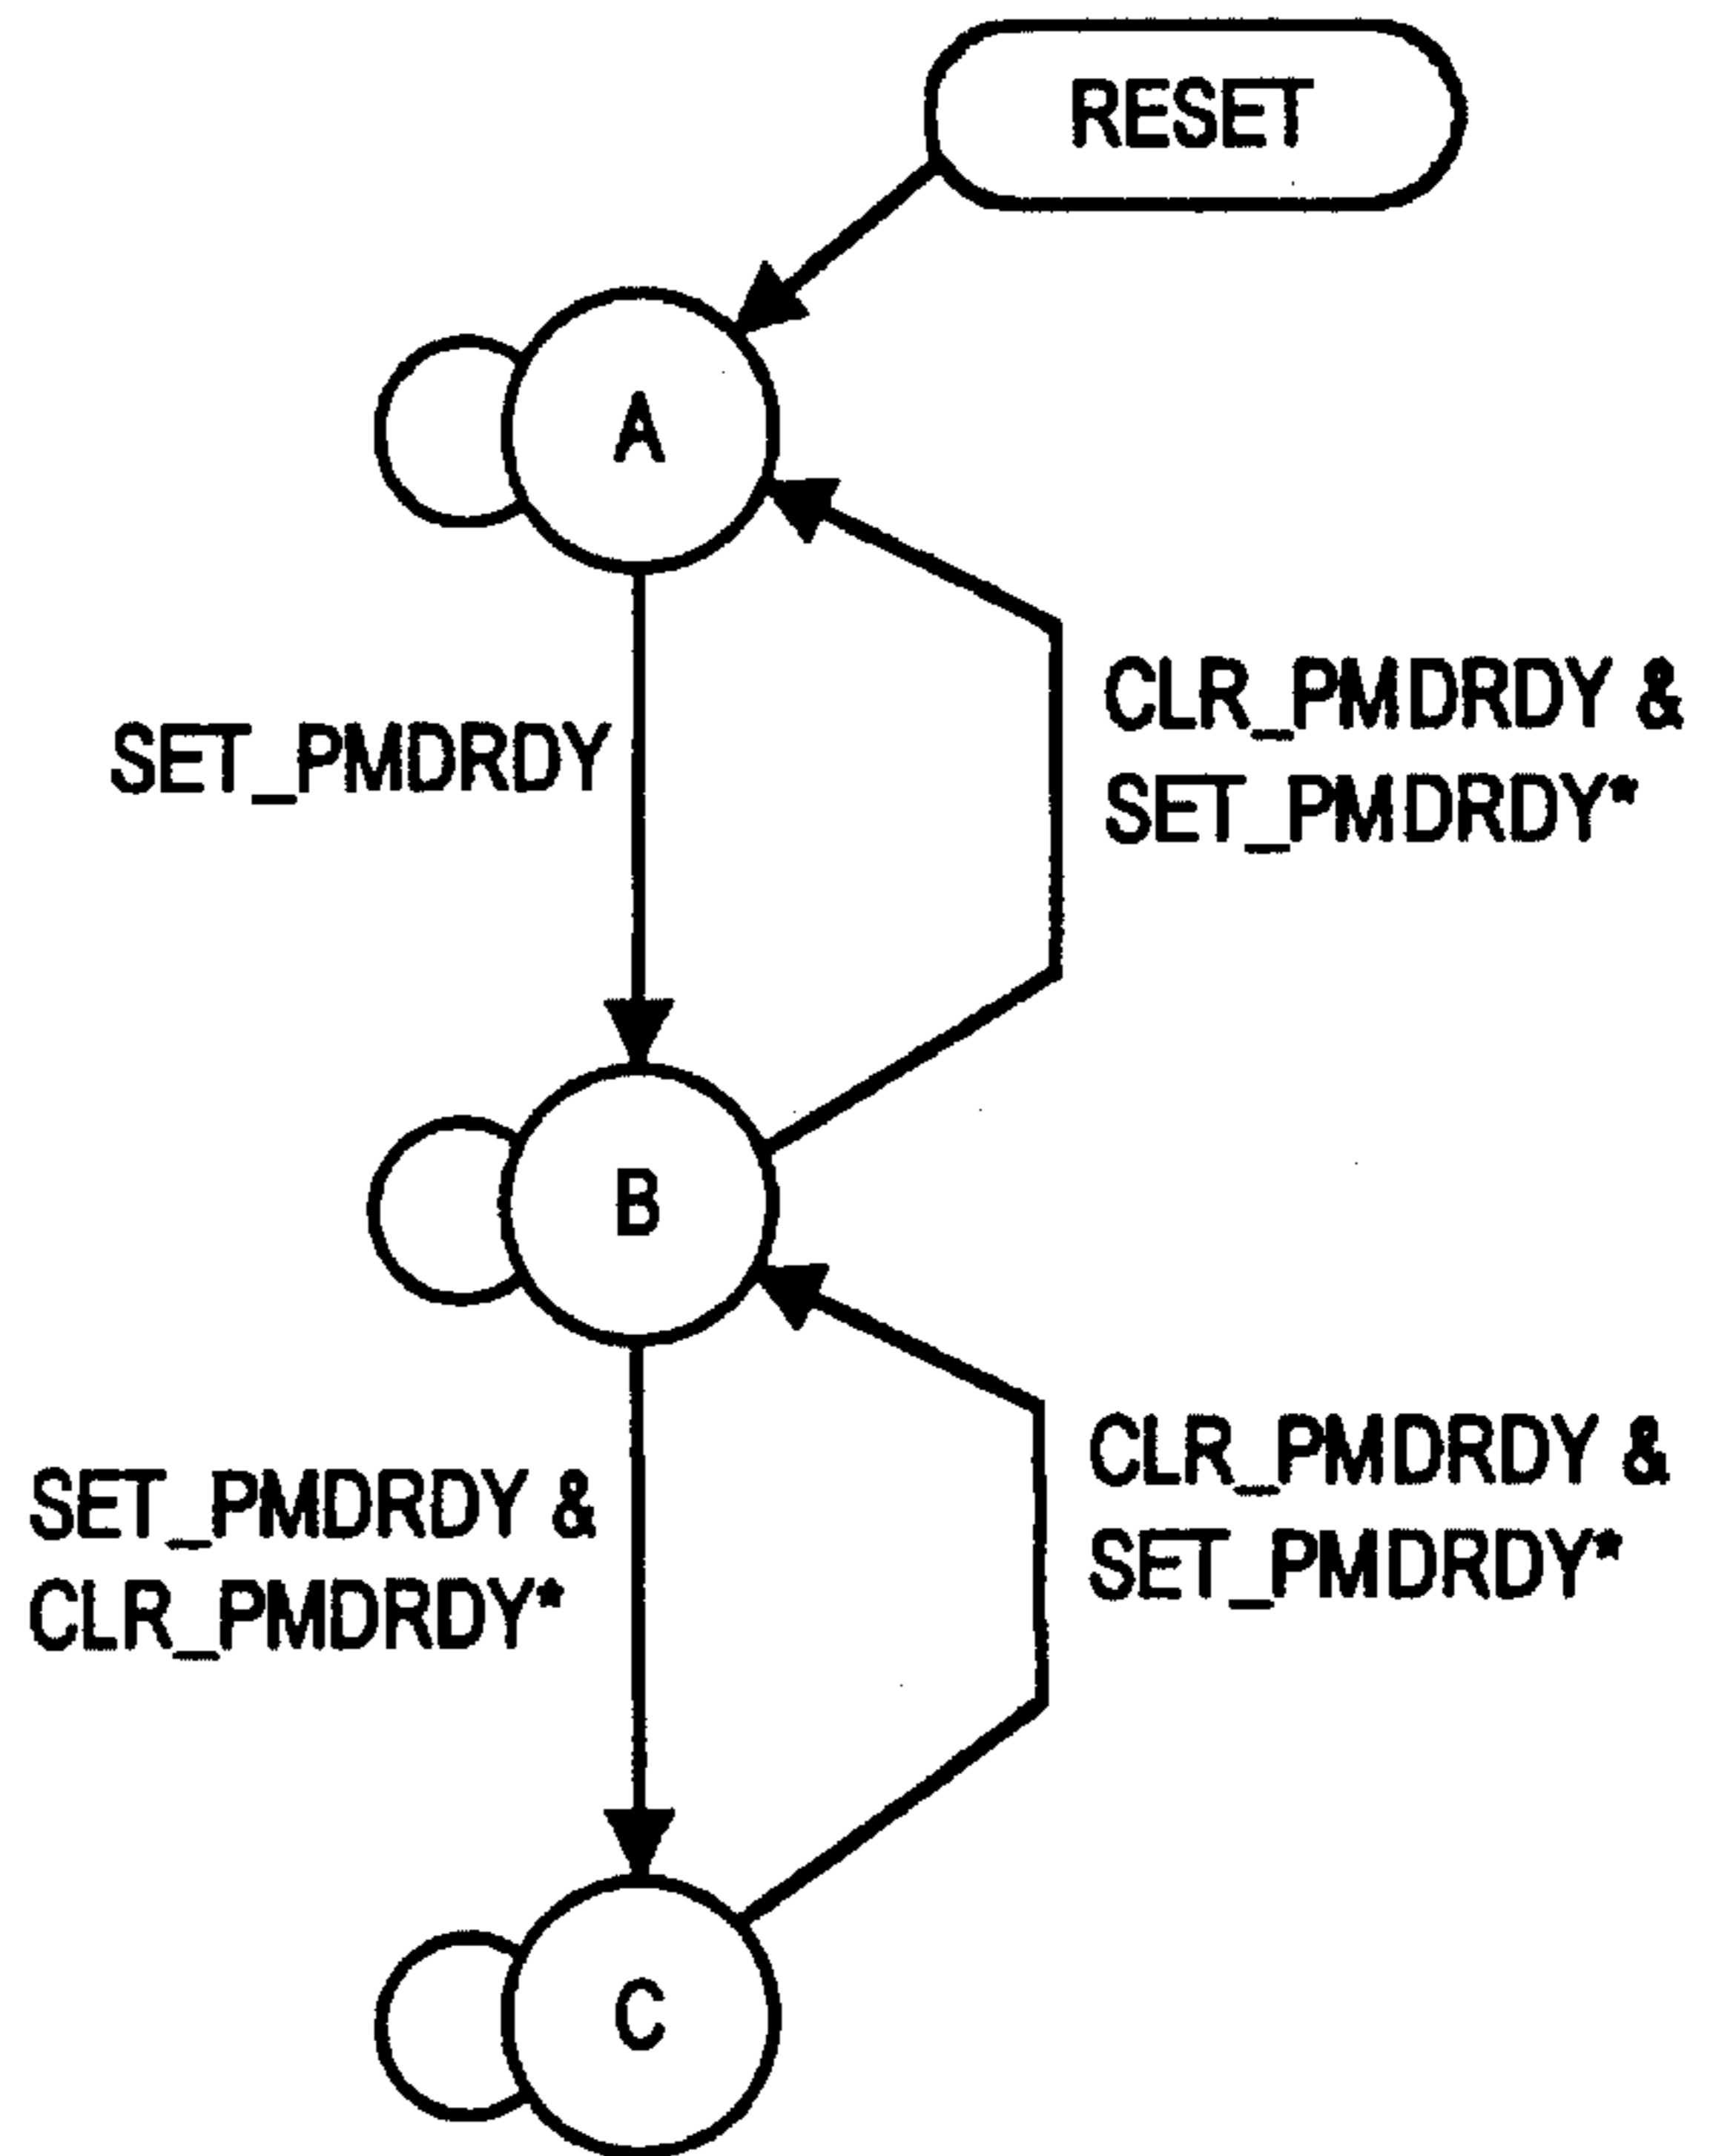 RESET
A
SET_PMDRDY
CLR_PMDRDY &
SET_PMDRDY*
B
SET_PMDRDY &
CLR_PMDRDY*
CLR_PMDRDY &
SET_PMDRDY*
C